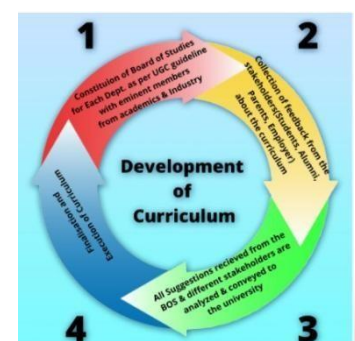 1
Constituion of Board of Studies
for Each Dept. as per UGC guideline
with eminent members
from academics & Industry
2
Collection of feedback from the
stakeholders(Students, Alumni,
Parents, Employer)
about the curriculum
Development
of
Curriculum
3
All Suggestions recieved from the
BOS & different stakeholders are
analyzed & conveyed to
the university
4
Finalisation and
Execution of Curriculum